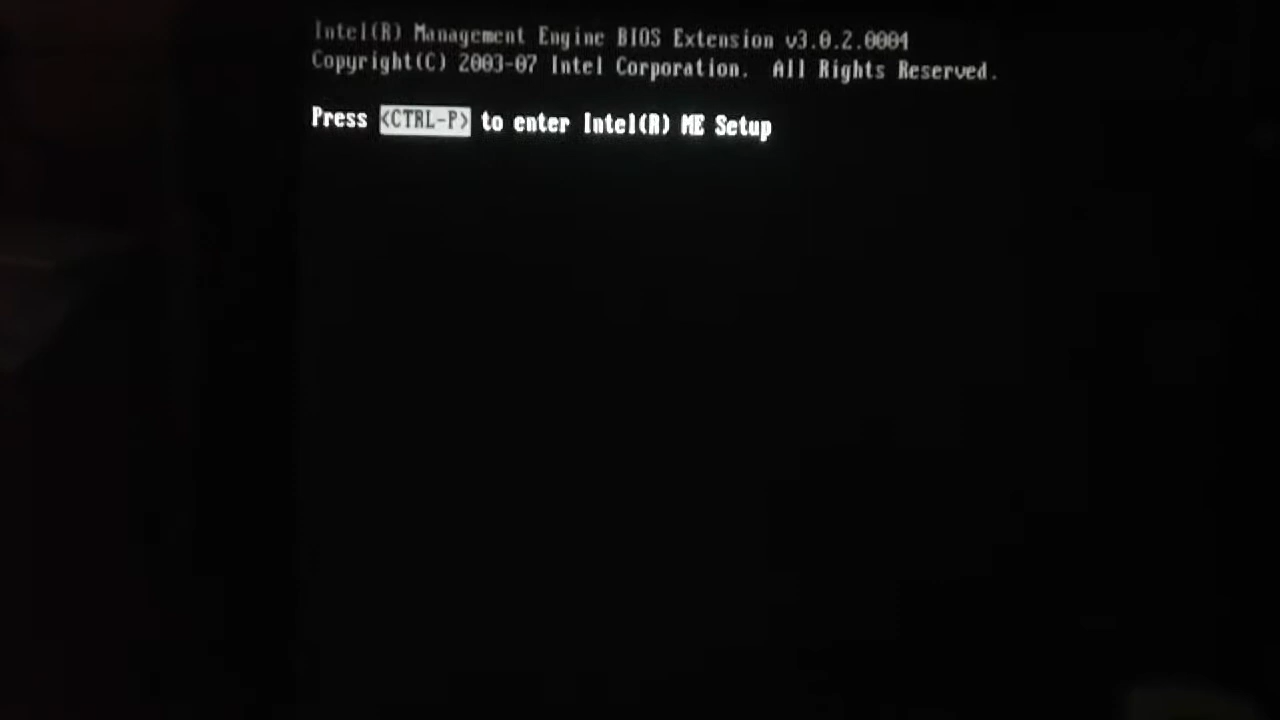 Intel(R) Management Engine BIOS Extension v3.0.2.0004
Copyright(C) 2003-07 Intel Corporation.  All Rights Reserved.
Press <CTRL-P> to enter Intel(R) ME Setup